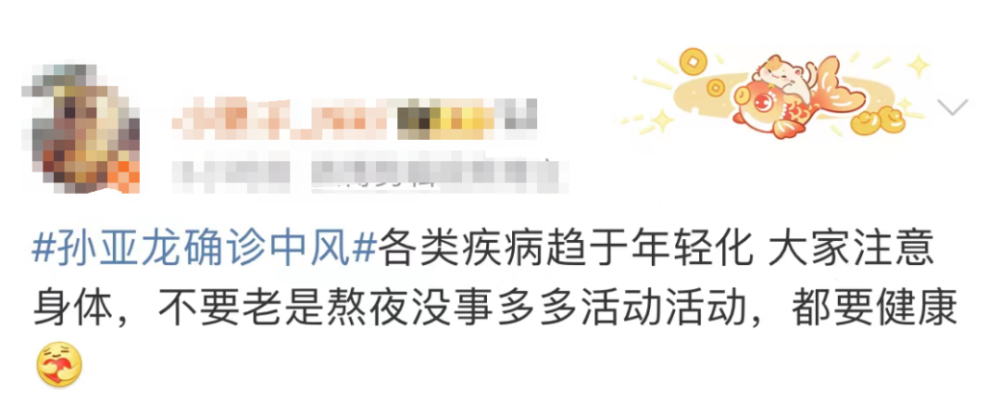 #孙亚龙确诊中风#各类疾病趋于年轻化 大家注意
身体，不要老是熬夜没事多多活动活动，都要健康